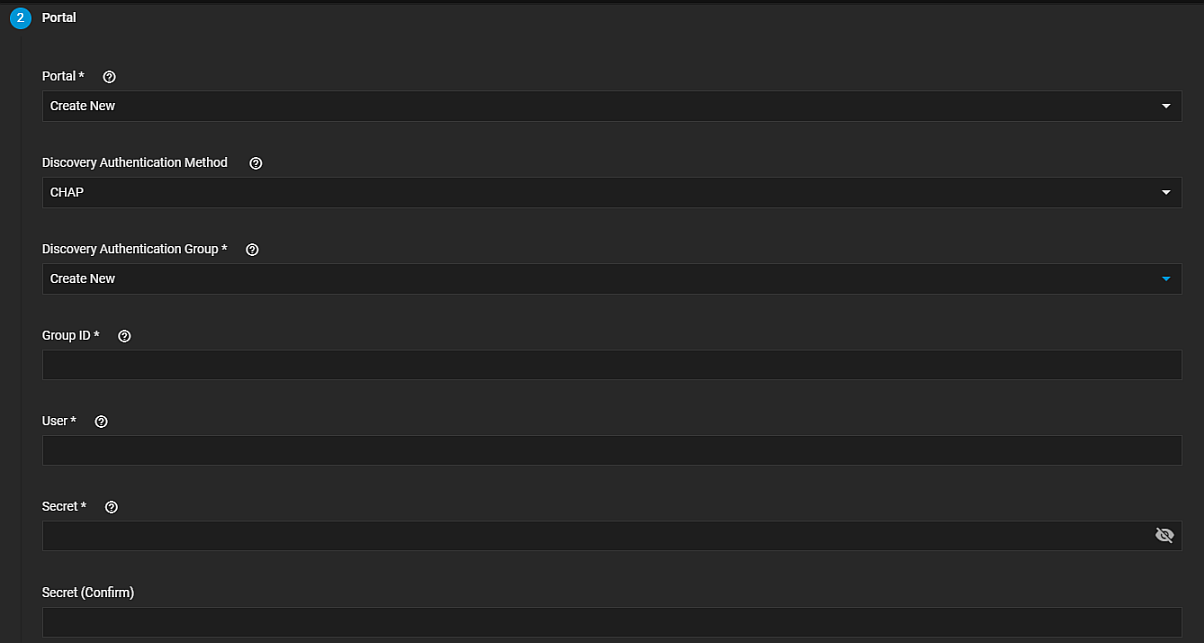 2 Portal
Portal *
Create New
Discovery Authentication Method
CHAP
Discovery Authentication Group *
Create New
Group ID *
User *
Secret *
Secret (Confirm)